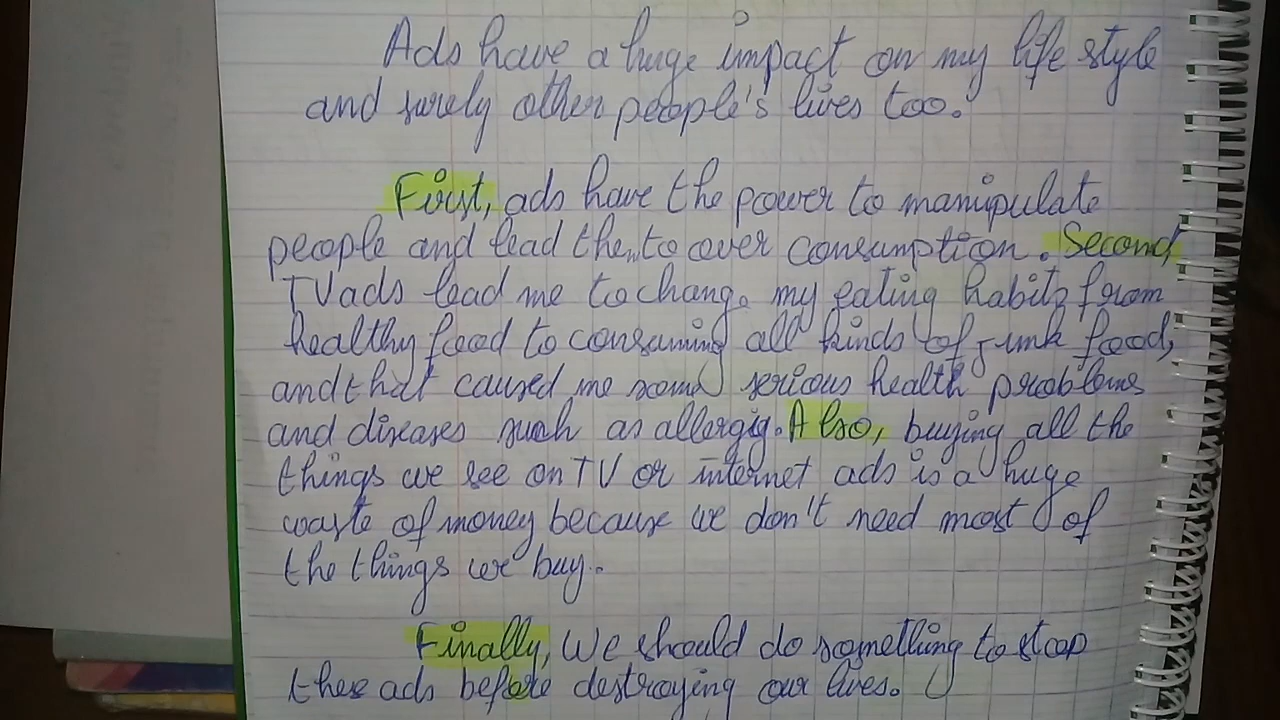 Ads have a huge impact on my life style
and surely other people's lives too.
First, ads have the power to manipulate
people and lead them to over consumption. Second,
TV ads lead me to change my eating habits from
healthy food to consuming all kinds of junk food,
and that caused me some serious health problems
and diseases such as allergig. Also, buying all the
things we see on TV or internet ads is a huge
waste of money because we don't need most of
the things we buy.
Finally, We should do something to stop
these ads before destroying our lives.